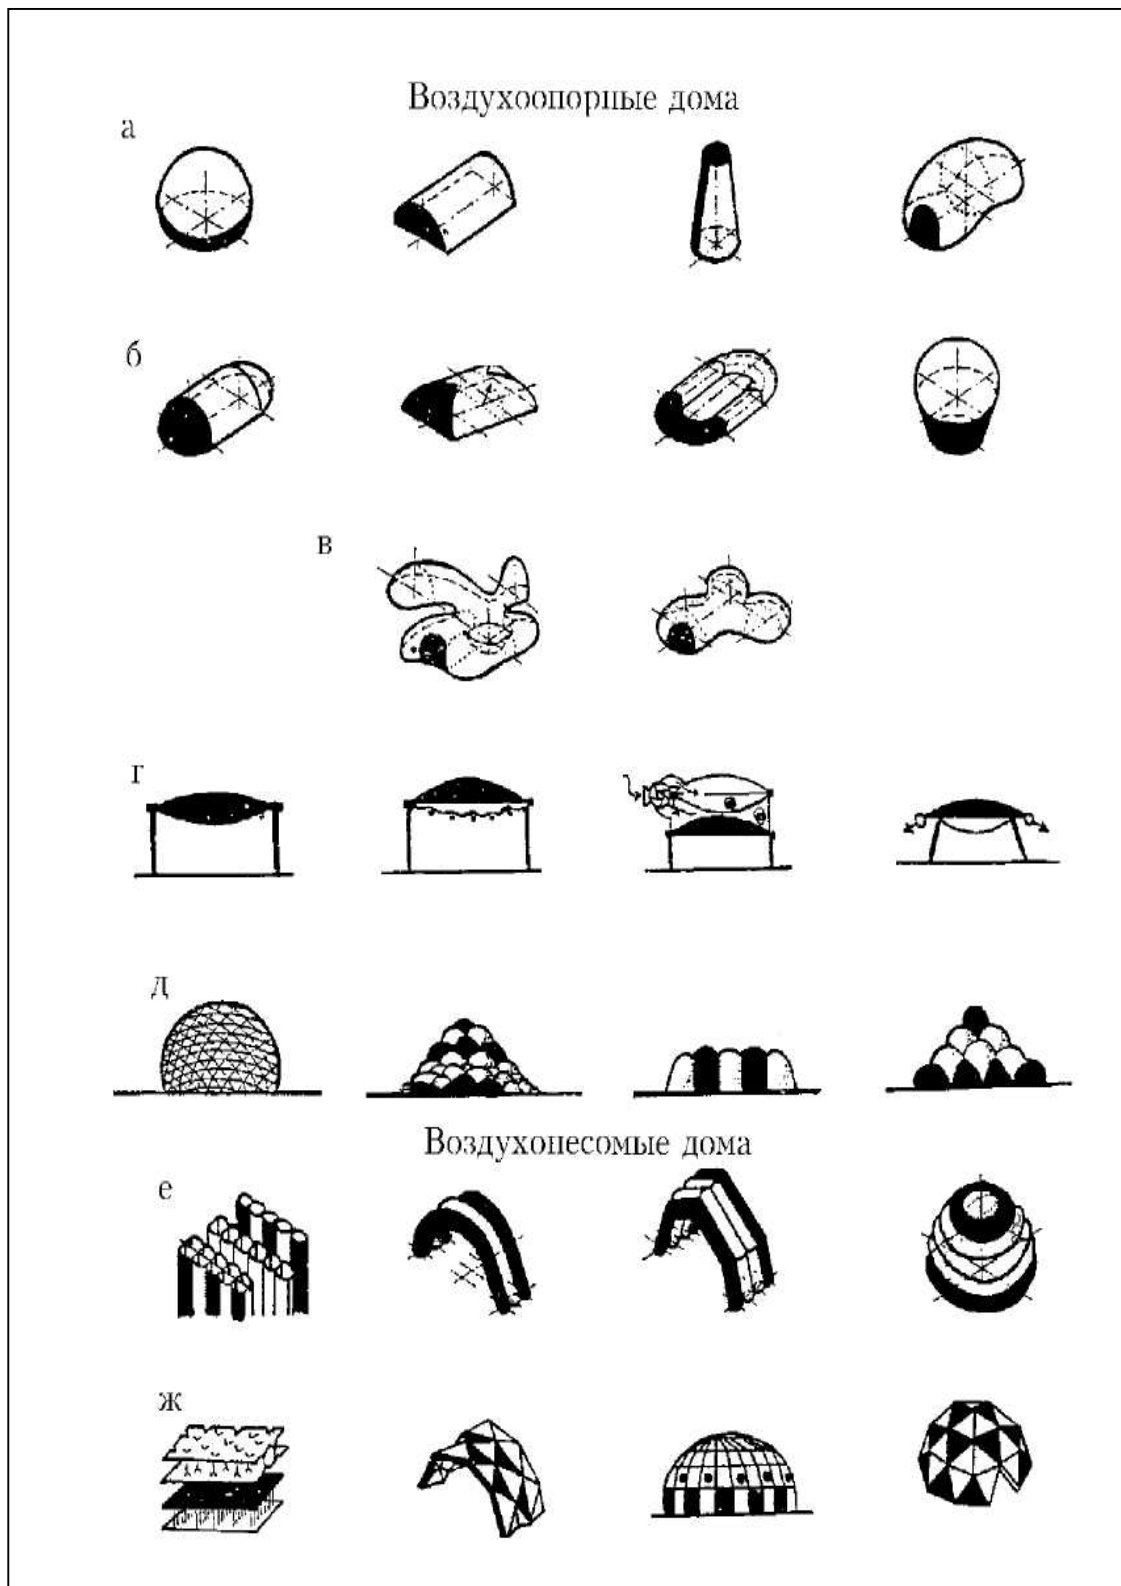 Воздухоопорные дома
а
б
в
г
д
Воздухонесомые дома
е
ж